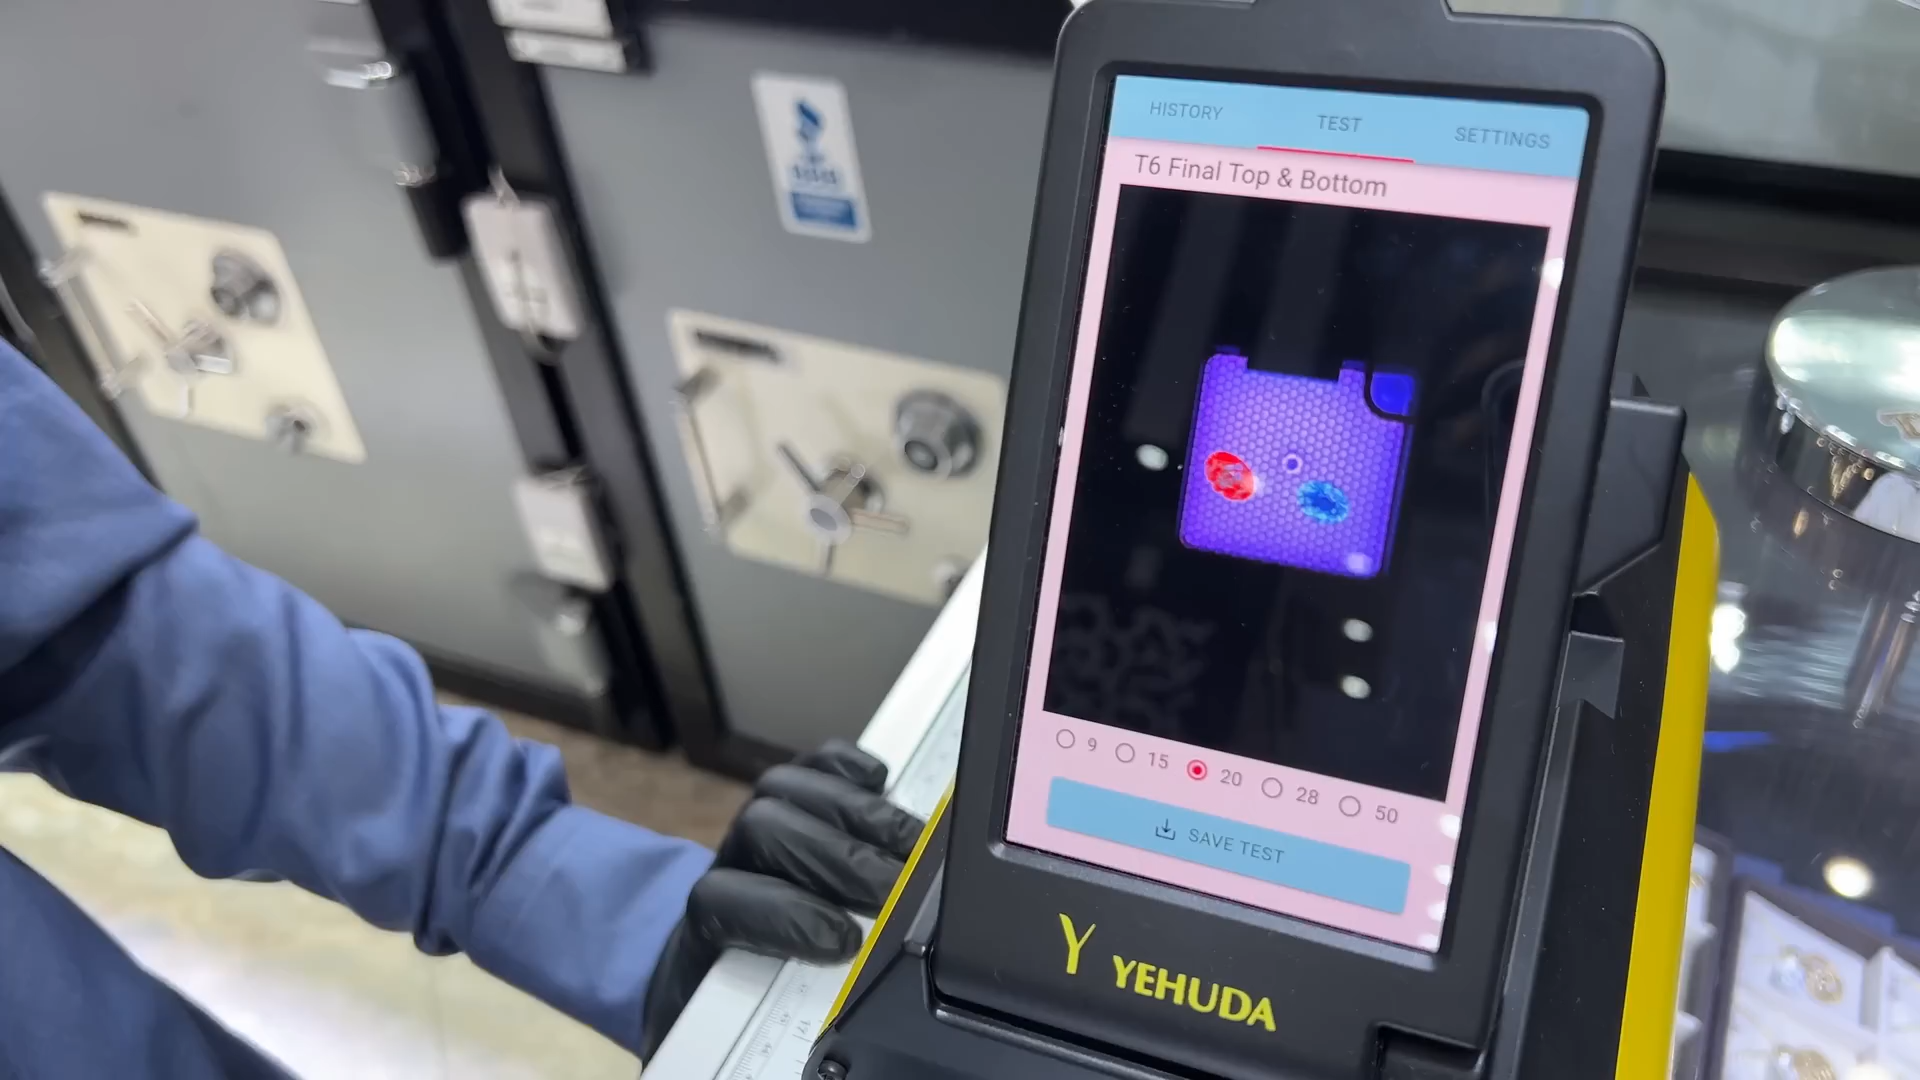 HISTORY
TEST
SETTINGS
T6 Final Top & Bottom
9
15
20
28
50
SAVE TEST
YEHUDA